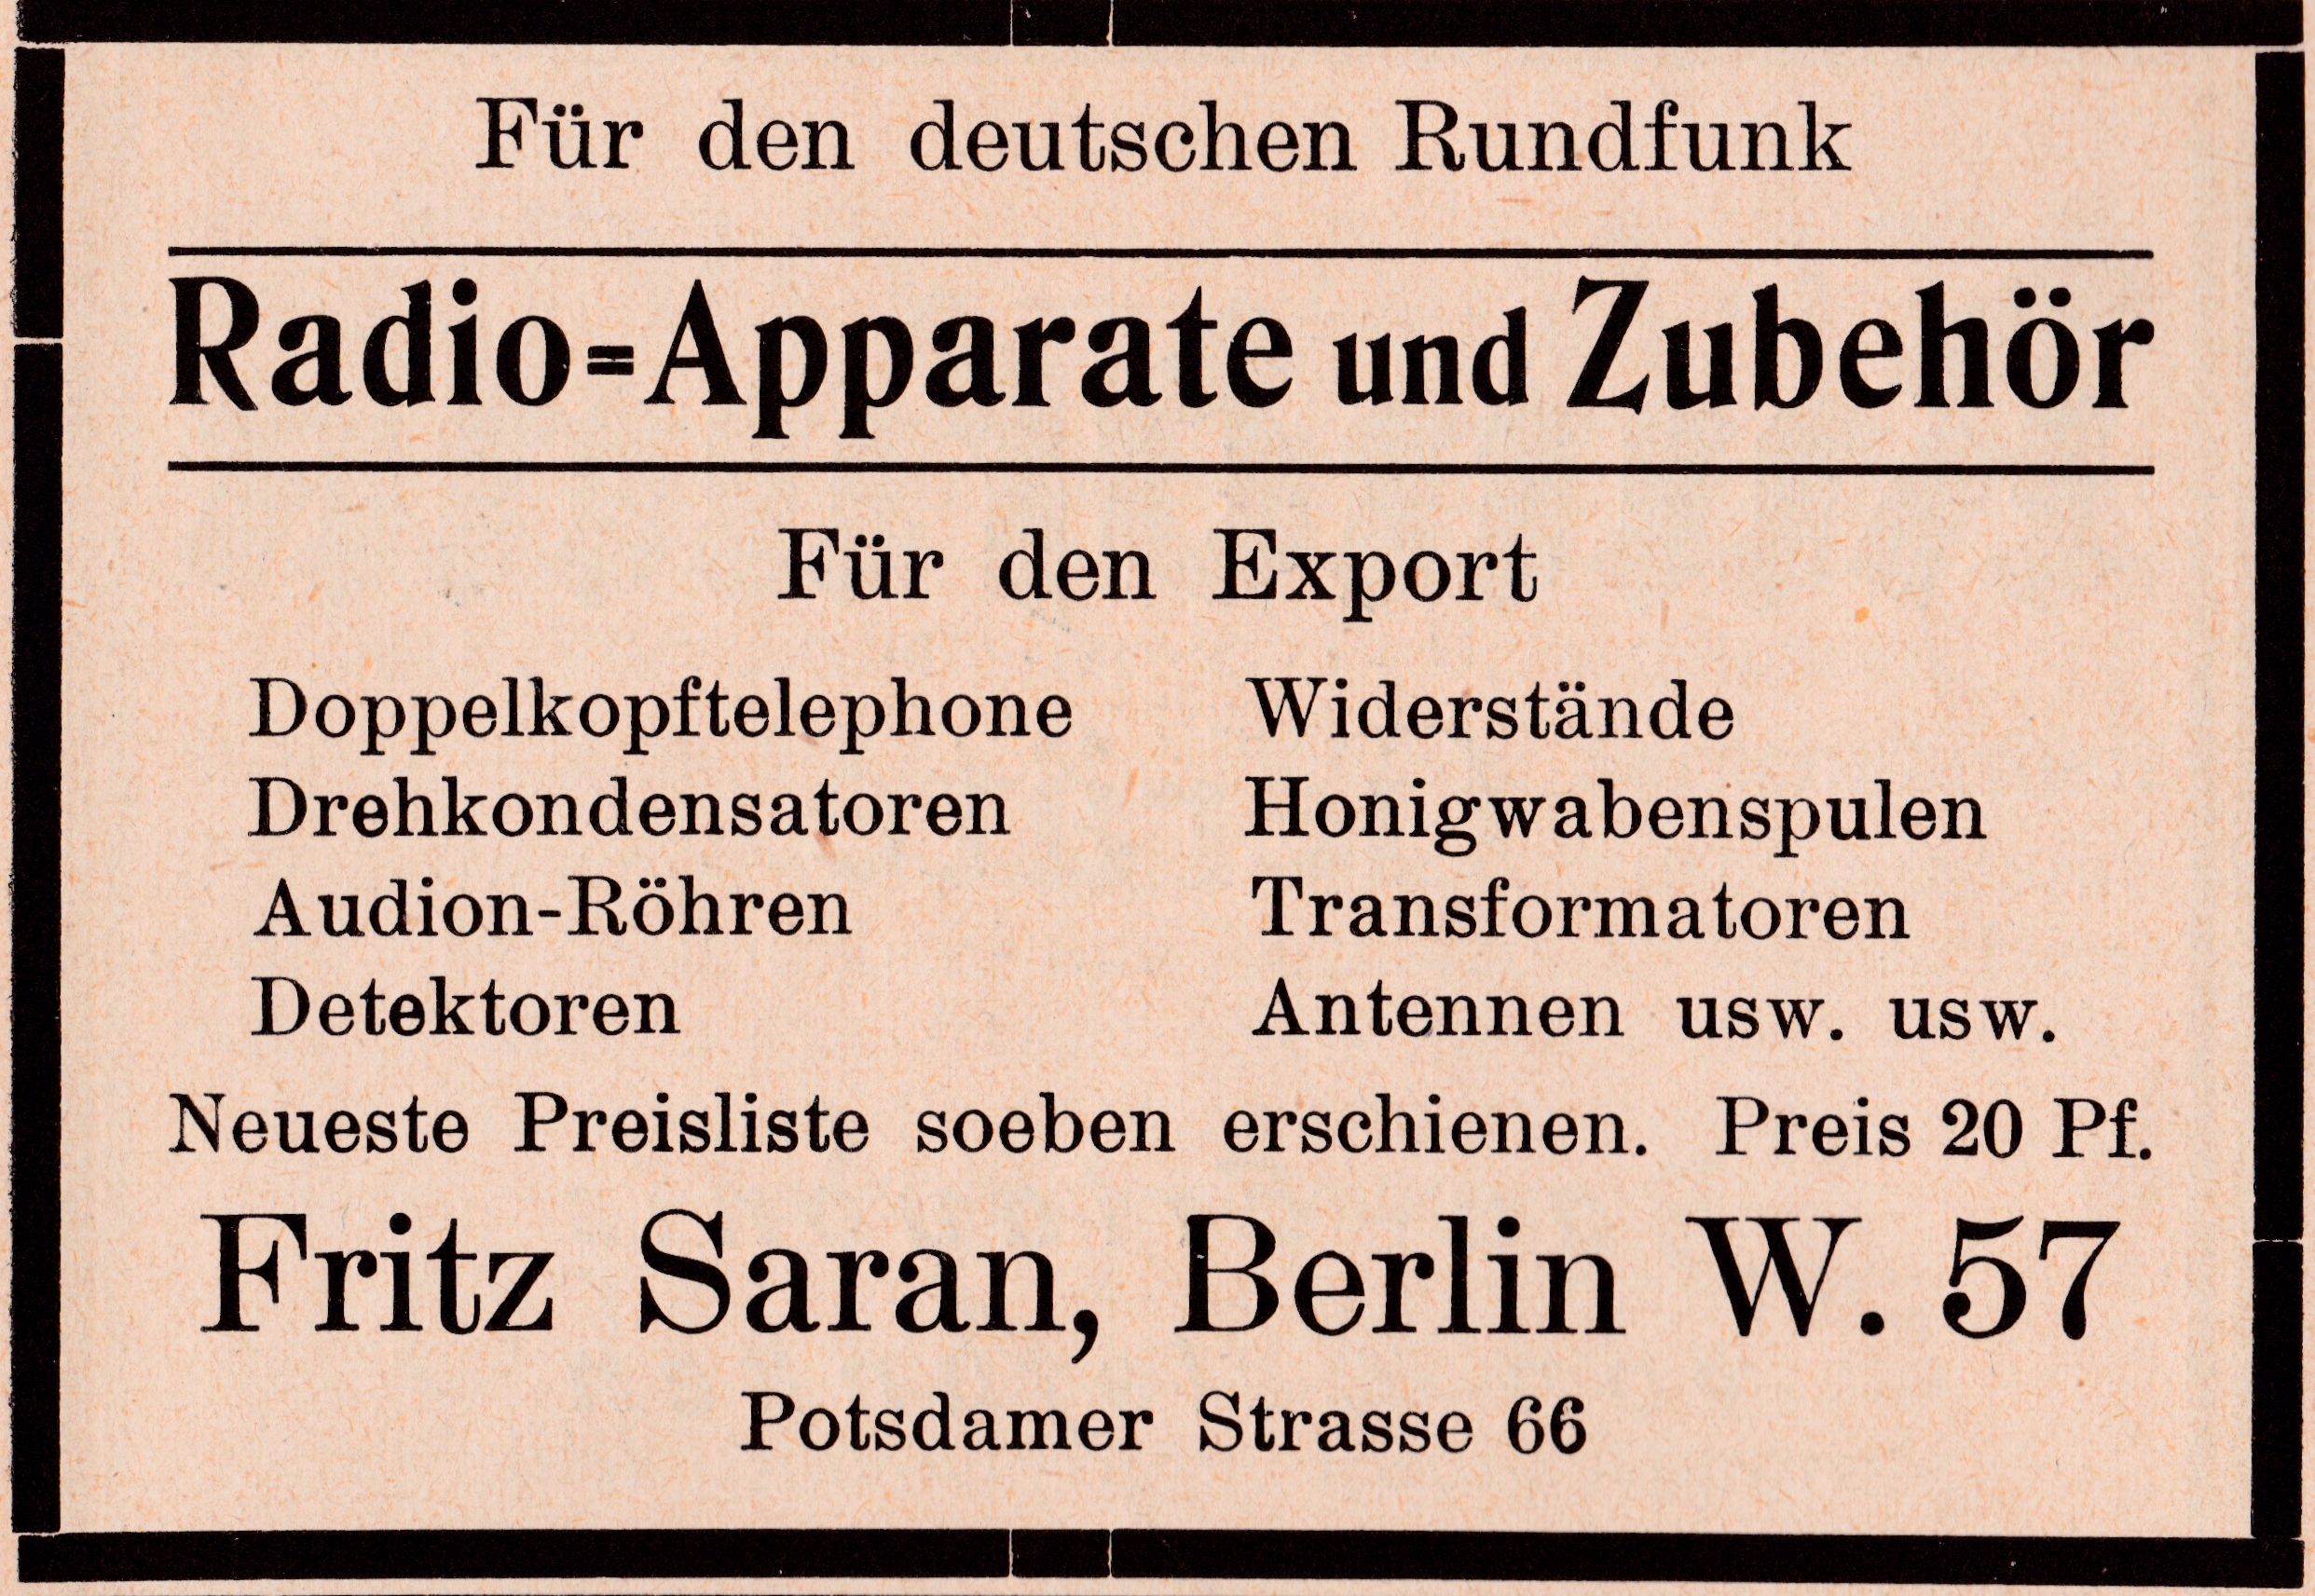 Für den deutschen Rundfunk
Radio=Apparate und Zubehör
Für den Export
Doppelkopftelephone
Drehkondensatoren
Audion-Röhren
Detektoren
Widerstände
Honigwabenspulen
Transformatoren
Antennen usw. usw.
Neueste Preisliste soeben erschienen. Preis 20 Pf.
Fritz Saran, Berlin W. 57
Potsdamer Strasse 66